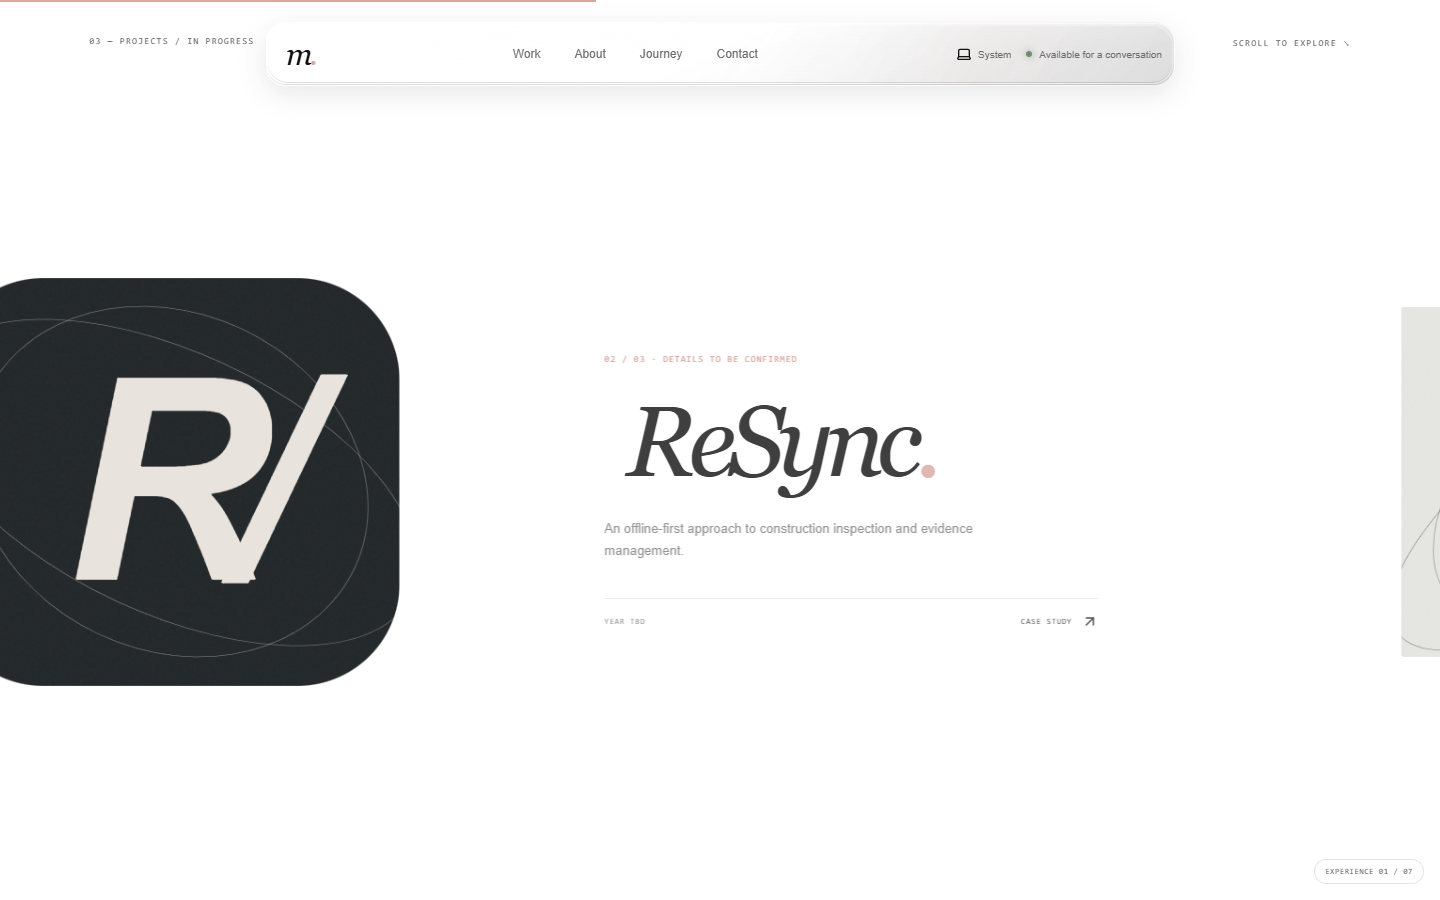 03 — PROJECTS / IN PROGRESS
m.
Work
About
Journey
Contact
System
Available for a conversation
SCROLL TO EXPLORE ↘
R/
02 / 03 · DETAILS TO BE CONFIRMED
ReSync.
An offline-first approach to construction inspection and evidence
management.
YEAR TBD
CASE STUDY
EXPERIENCE 01 / 07